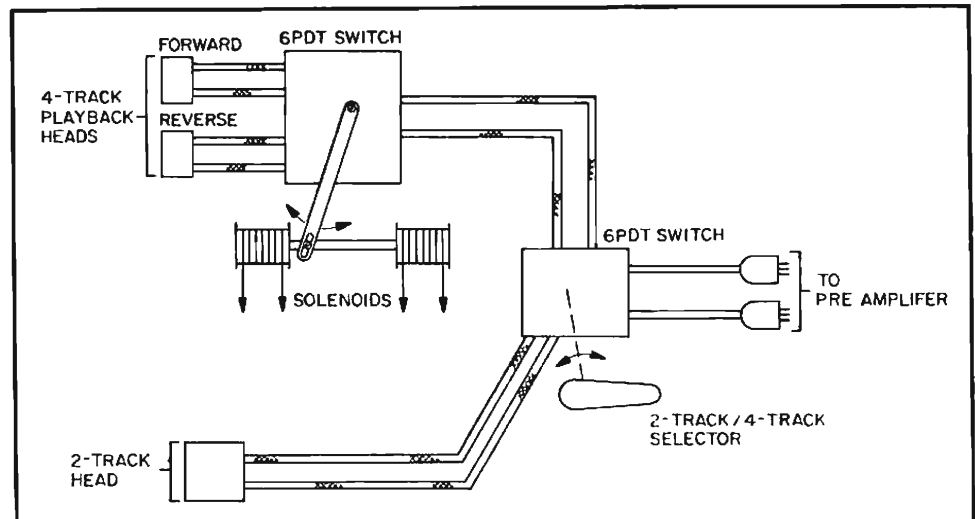 FORWARD
6PDT SWITCH
4-TRACK
PLAYBACK
HEADS
REVERSE
6PDT SWITCH
TO
PRE AMPLIFER
SOLENOIDS
2-TRACK / 4-TRACK
SELECTOR
2-TRACK
HEAD